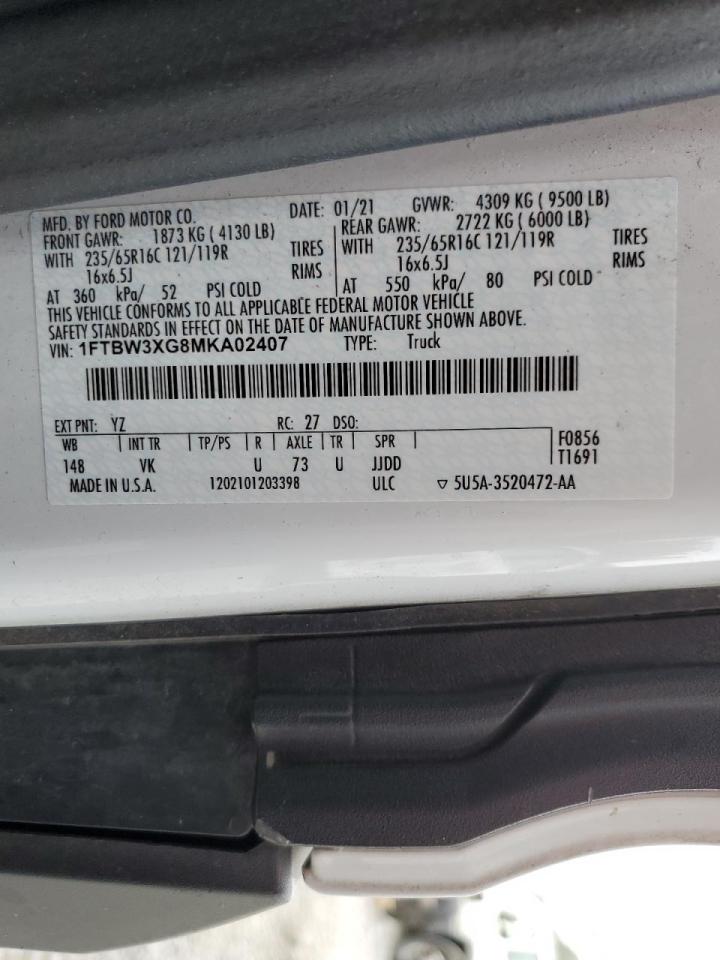 MFD. BY FORD MOTOR CO. DATE: 01/21 GVWR: 4309 KG ( 9500 LB)
FRONT GAWR: 1873 KG ( 4130 LB) REAR GAWR: 2722 KG ( 6000 LB)
WITH 235/65R16C 121/119R TIRES WITH 235/65R16C 121/119R TIRES
16x6.5J RIMS 16x6.5J RIMS
AT 360 kPa/ 52 PSI COLD AT 550 kPa/ 80 PSI COLD
THIS VEHICLE CONFORMS TO ALL APPLICABLE FEDERAL MOTOR VEHICLE
SAFETY STANDARDS IN EFFECT ON THE DATE OF MANUFACTURE SHOWN ABOVE.
VIN: 1FTBW3XG8MKA02407 TYPE: Truck
EXT PNT: YZ RC: 27 DSO:
WB INT TR TP/PS R AXLE TR SPR F0856
148 VK U 73 U JJDD T1691
MADE IN U.S.A. 1202101203398 ULC ▽ 5U5A-3520472-AA